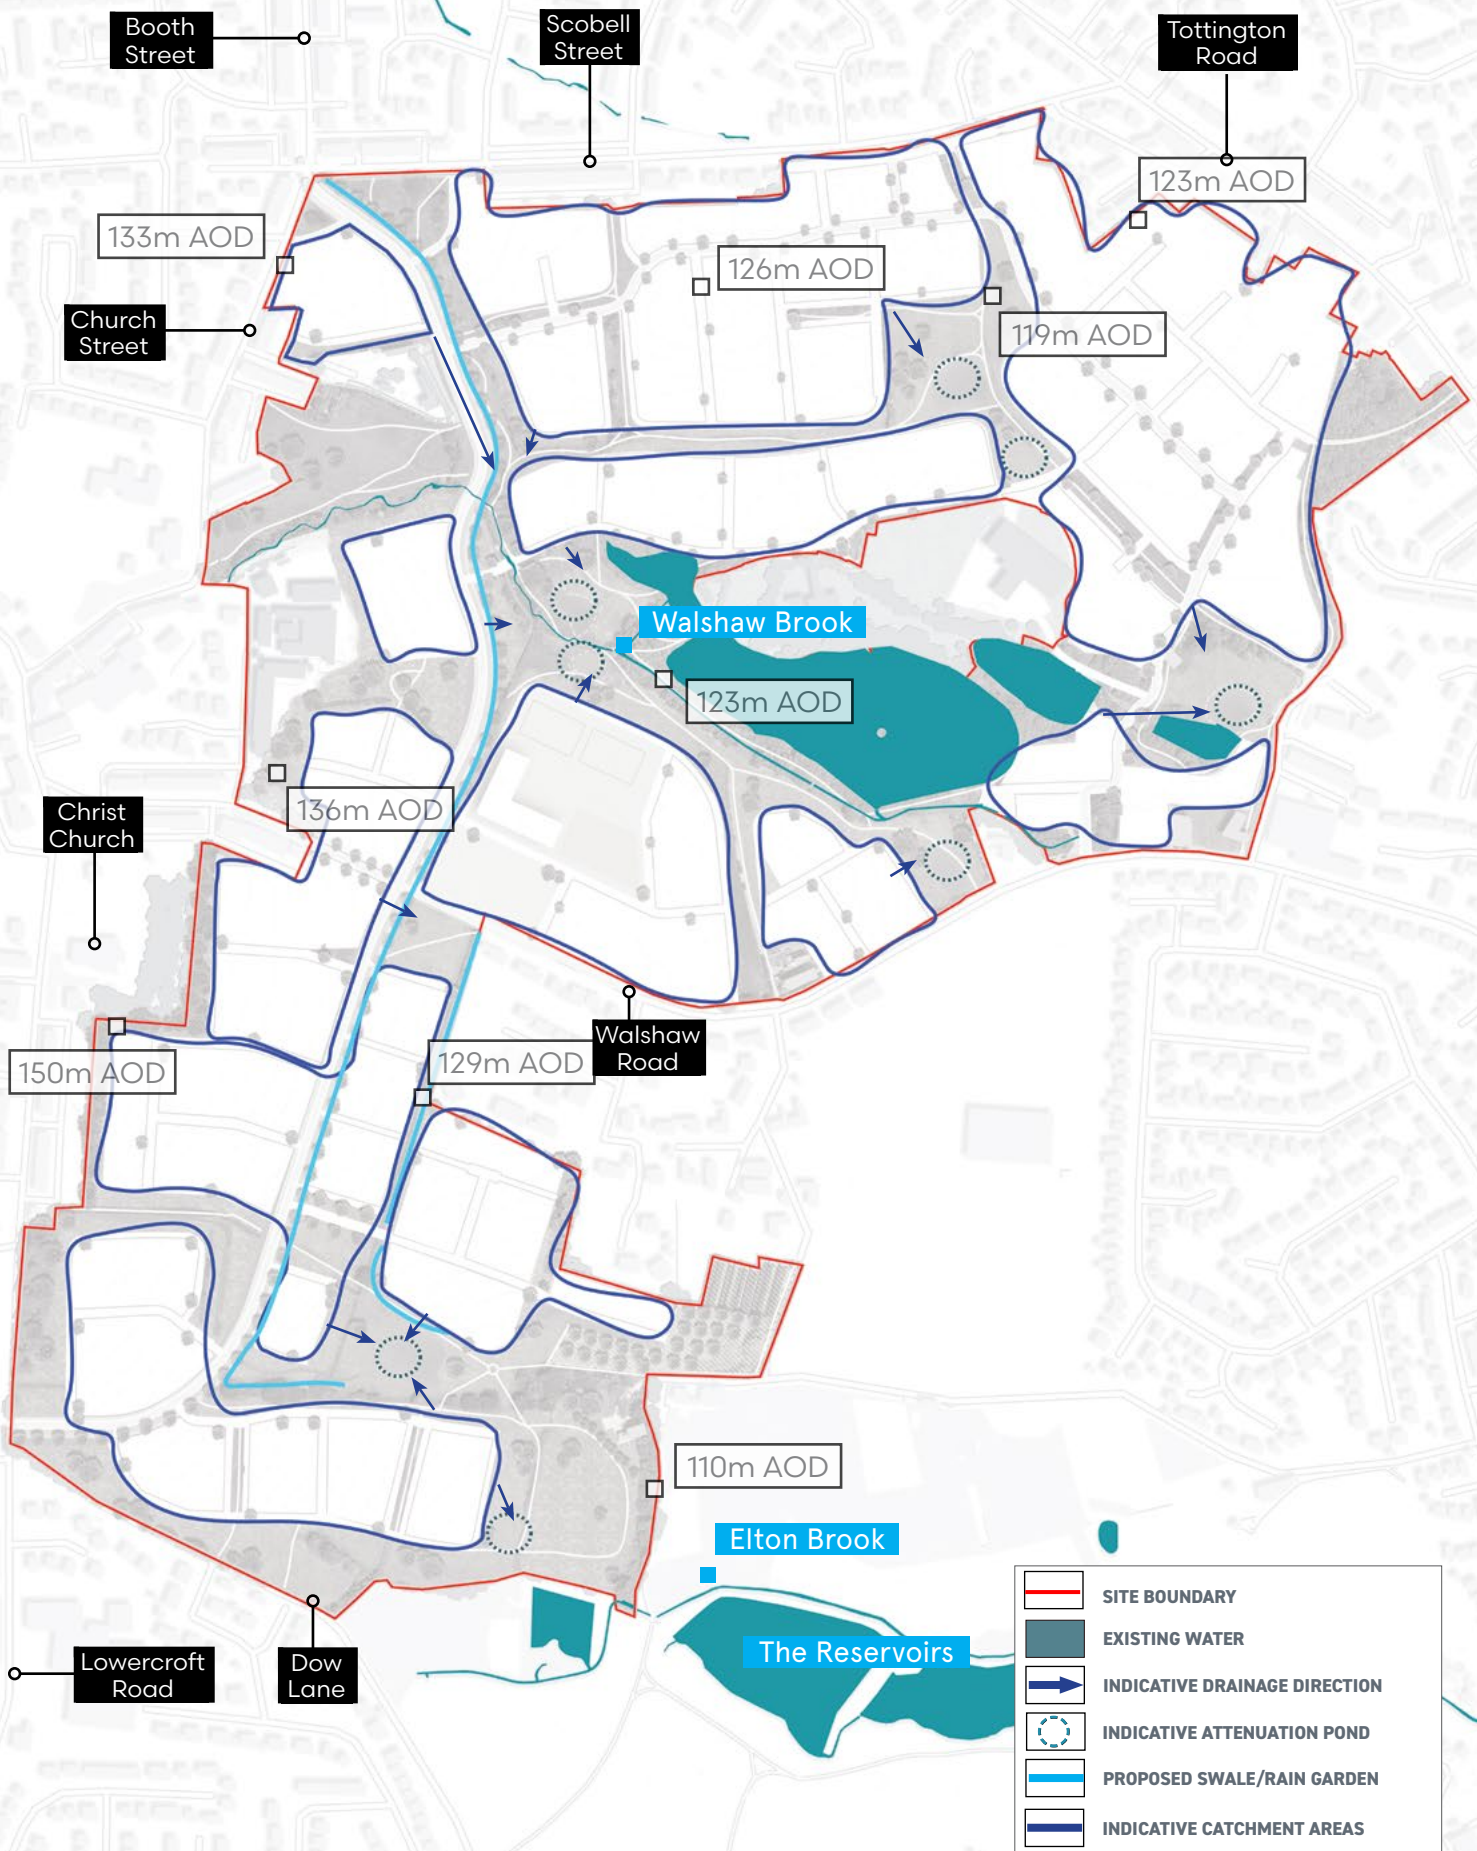 Booth
Street
Scobell
Street
Tottington
Road
123m AOD
133m AOD
126m AOD
Church
Street
119m AOD
Walshaw Brook
123m AOD
136m AOD
Christ
Church
Walshaw
Road
129m AOD
150m AOD
110m AOD
Elton Brook
The Reservoirs
Lowercroft
Road
Dow
Lane
SITE BOUNDARY
EXISTING WATER
INDICATIVE DRAINAGE DIRECTION
INDICATIVE ATTENUATION POND
PROPOSED SWALE/RAIN GARDEN
INDICATIVE CATCHMENT AREAS